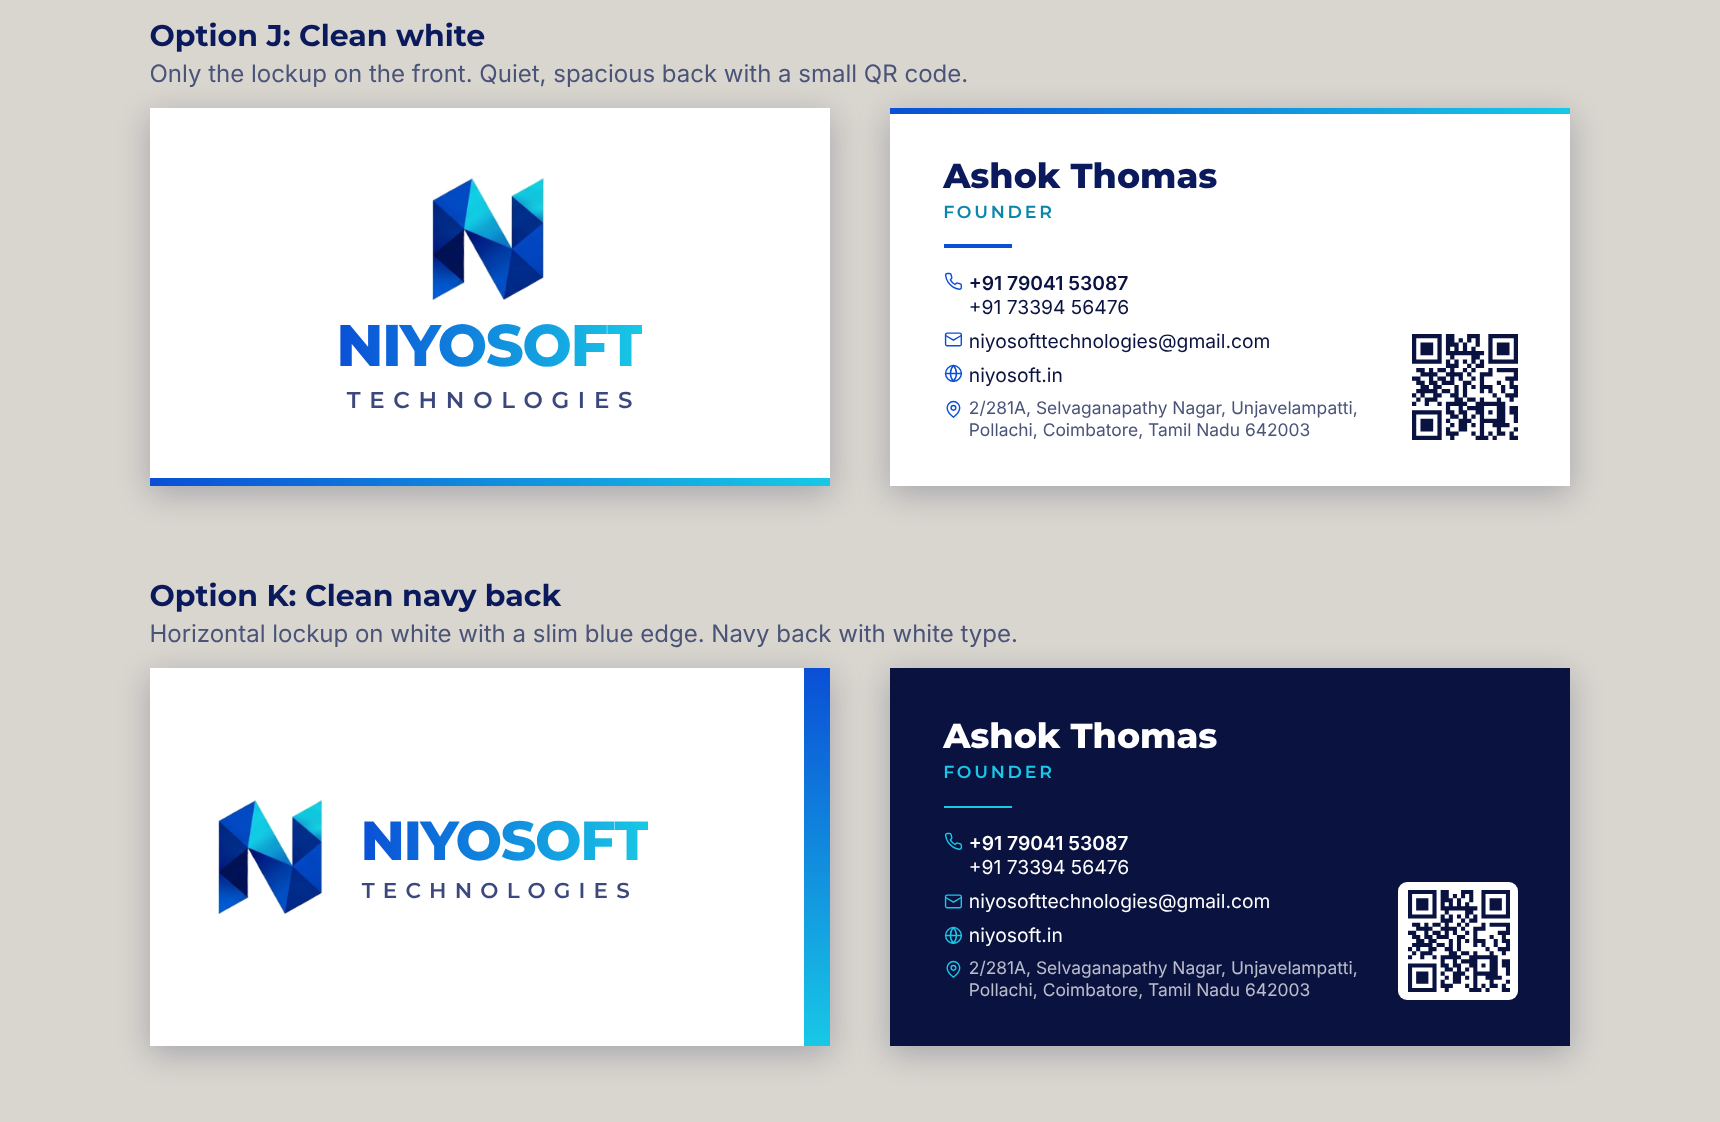 Option J: Clean white
Only the lockup on the front. Quiet, spacious back with a small QR code.
NIYOSOFT
TECHNOLOGIES
Ashok Thomas
FOUNDER
+91 79041 53087
+91 73394 56476
niyosofttechnologies@gmail.com
niyosoft.in
2/281A, Selvaganapathy Nagar, Unjavelampatti,
Pollachi, Coimbatore, Tamil Nadu 642003
Option K: Clean navy back
Horizontal lockup on white with a slim blue edge. Navy back with white type.
NIYOSOFT
TECHNOLOGIES
Ashok Thomas
FOUNDER
+91 79041 53087
+91 73394 56476
niyosofttechnologies@gmail.com
niyosoft.in
2/281A, Selvaganapathy Nagar, Unjavelampatti,
Pollachi, Coimbatore, Tamil Nadu 642003